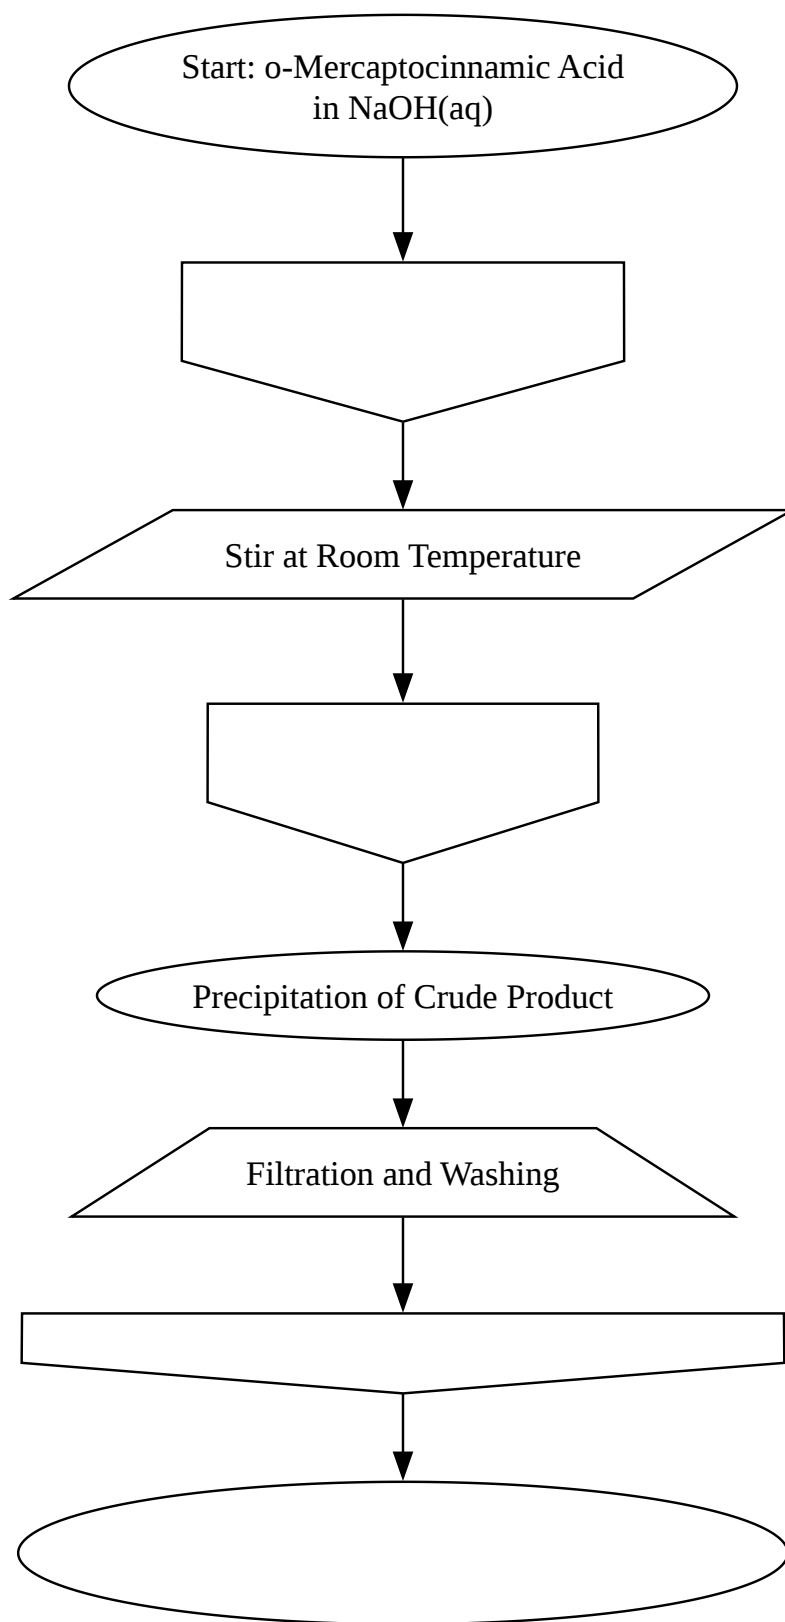 Start: o-Mercaptocinnamic Acid
in NaOH(aq)
Stir at Room Temperature
Precipitation of Crude Product
Filtration and Washing